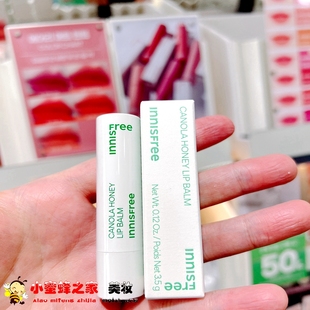 innisfree
CANOLA HONEY
LIP BALM
innisfree
innisfree
CANOLA HONEY LIP BALM
Net Wt. 0.12 Oz. / Poids Net 3.5 g
innisfree
50
小蜜蜂之家 美妆